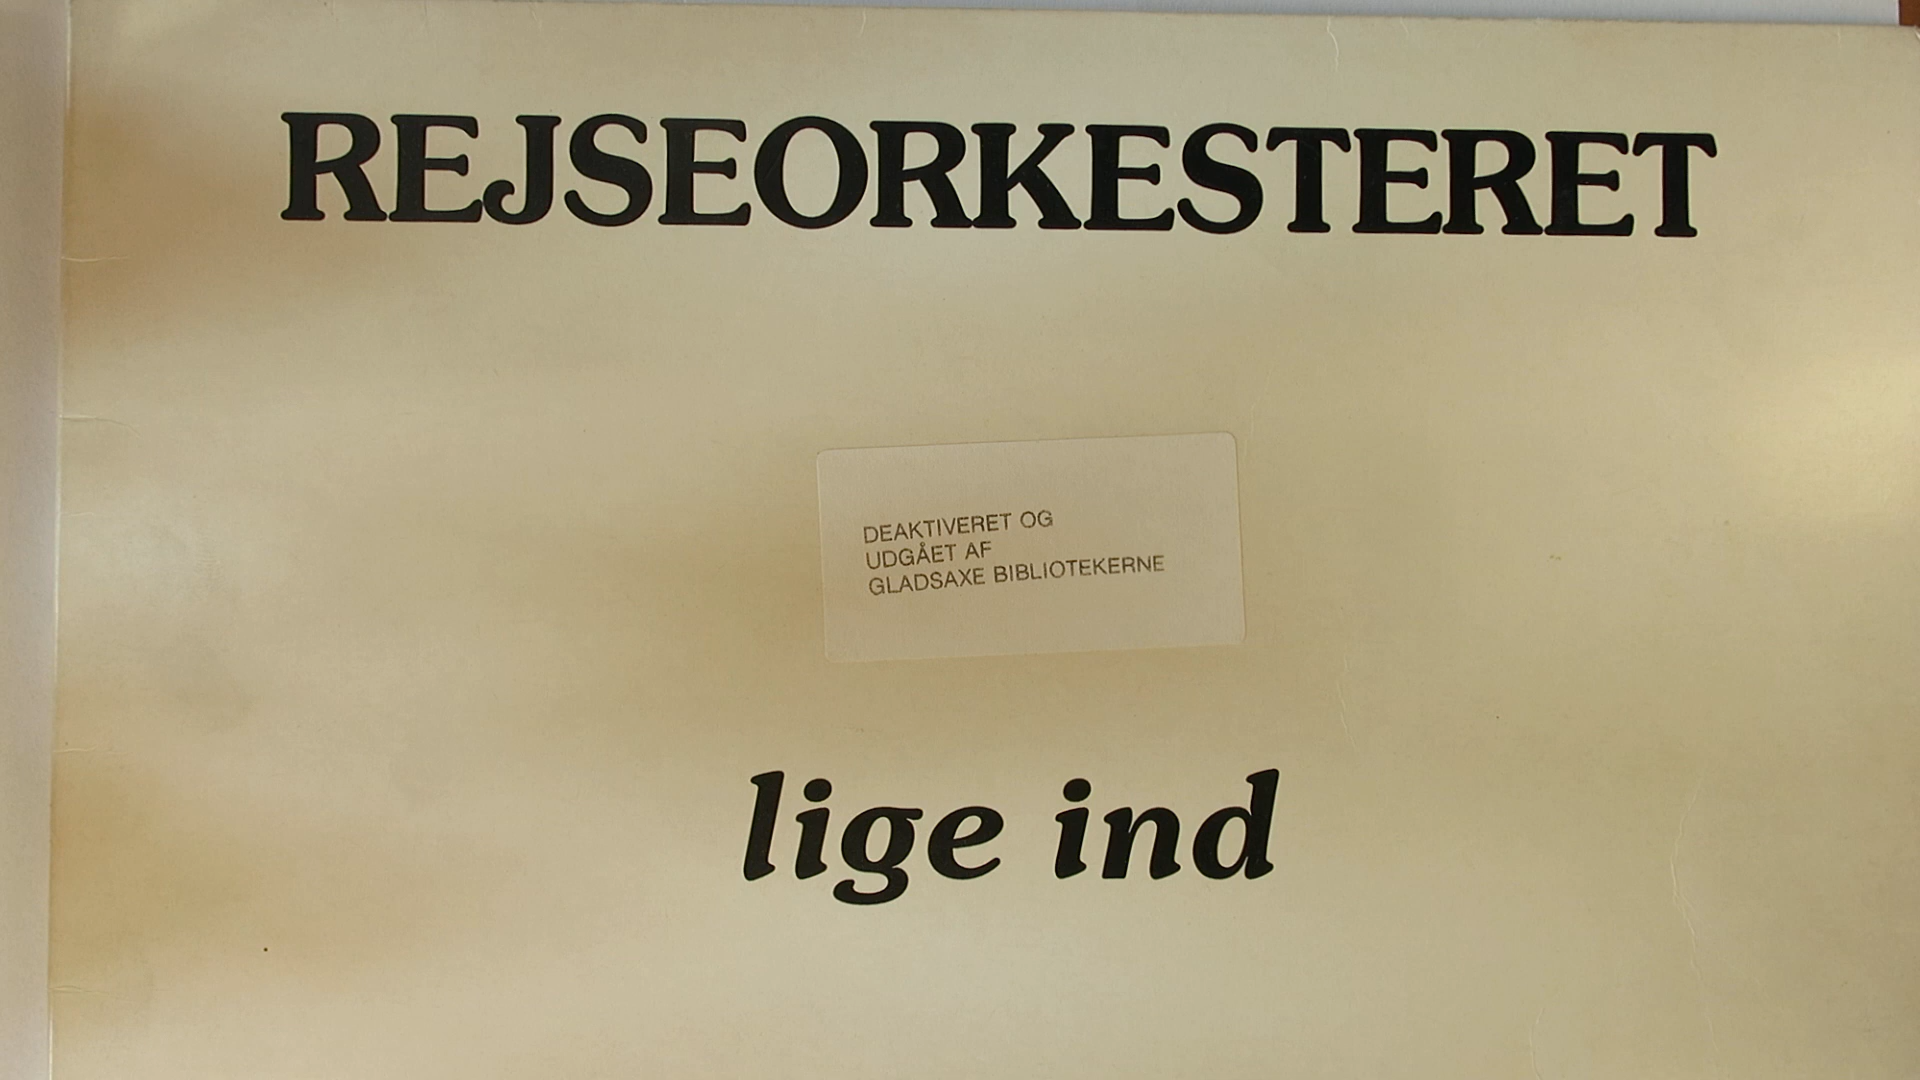 REJSEORKESTERET
DEAKTIVERET OG
UDGÅET AF
GLADSAXE BIBLIOTEKERNE
lige ind